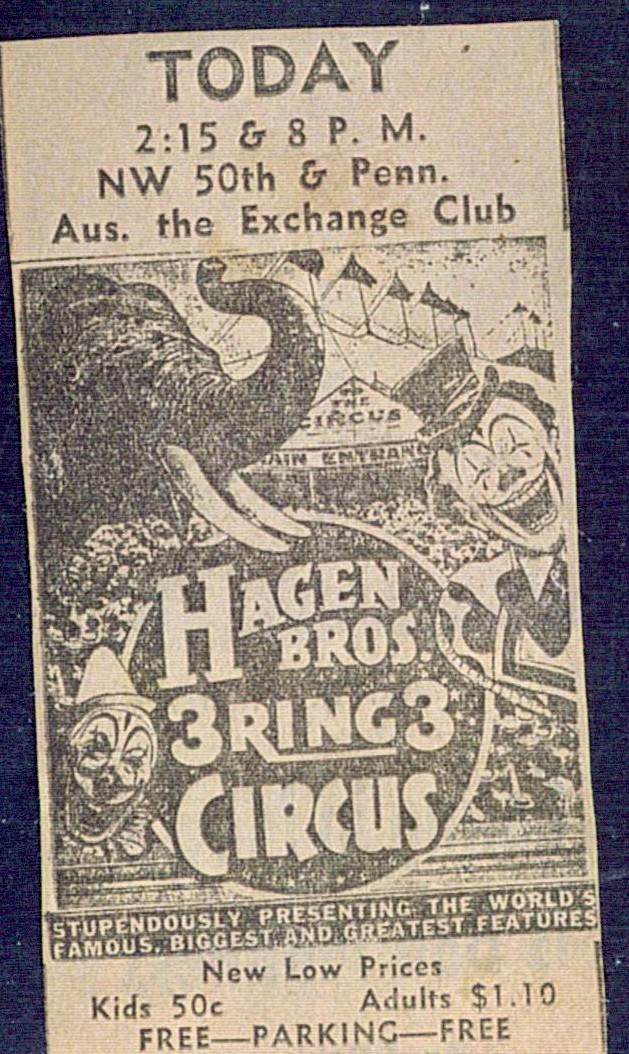 TODAY
2:15 & 8 P. M.
NW 50th & Penn.
Aus. the Exchange Club
THE
CIRCUS
AIN ENTRANC
HAGEN
BROS.
3 RING 3
CIRCUS
STUPENDOUSLY PRESENTING THE WORLD'S
FAMOUS, BIGGEST AND GREATEST FEATURES
New Low Prices
Kids 50c Adults $1.10
FREE—PARKING—FREE